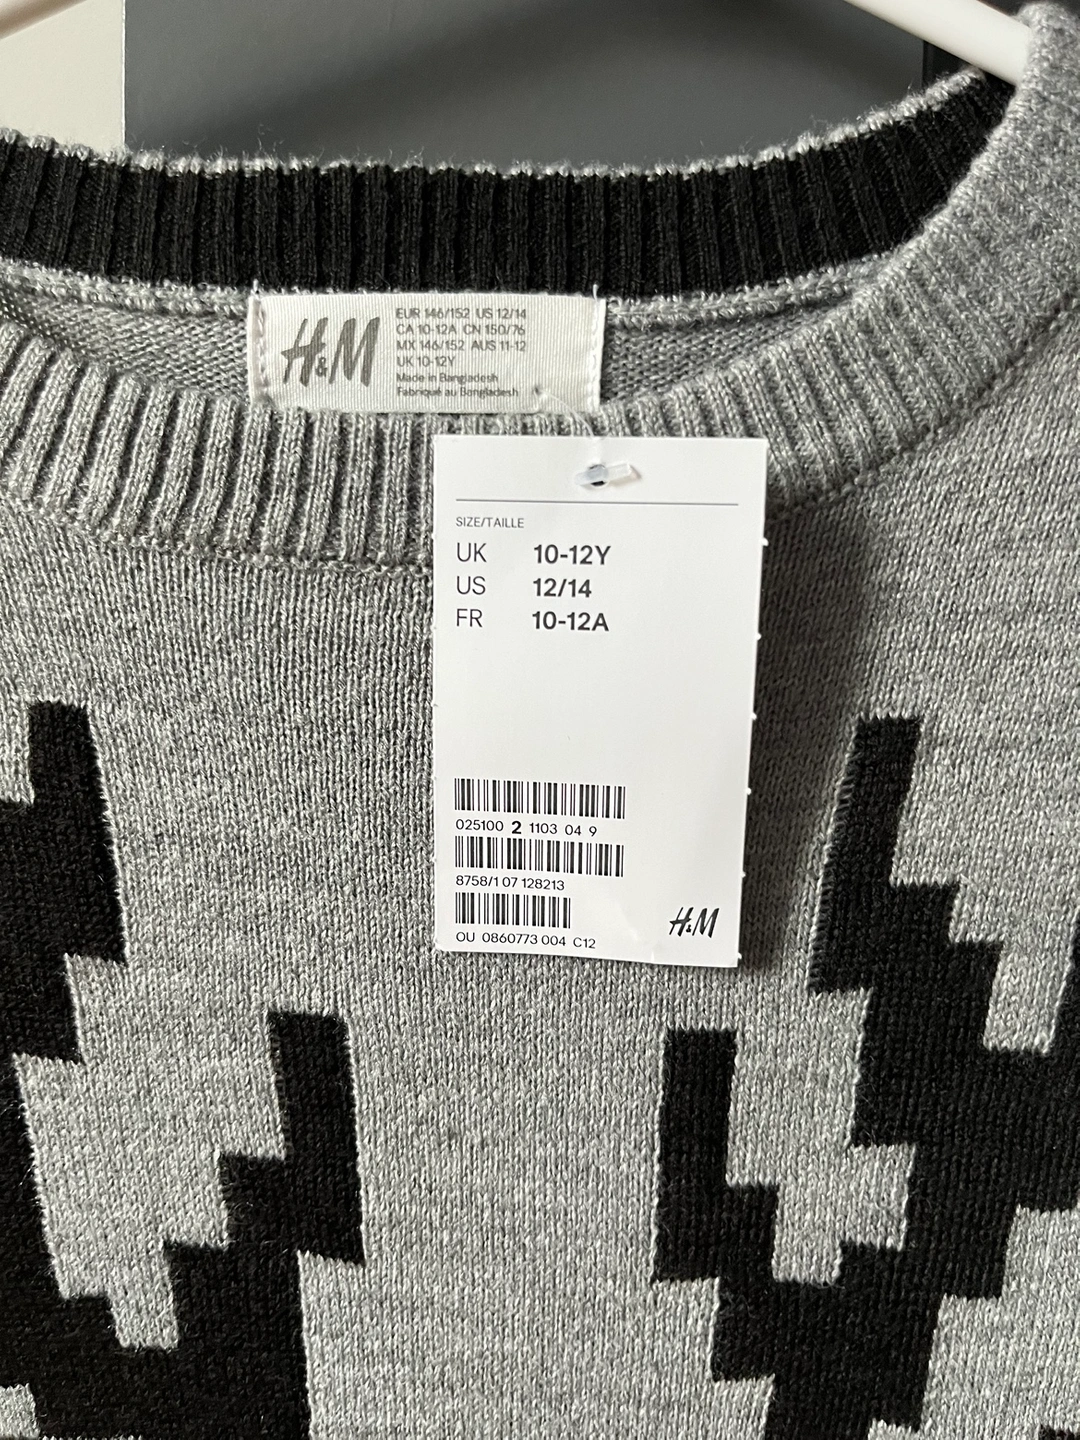 H&M
EUR 146/152 US 12/14
CA 10-12A CN 150/76
MX 146/152 AUS 11-12
UK 10-12Y
Made in Bangladesh
Fabriqué au Bangladesh
SIZE/TAILLE
UK 10-12Y
US 12/14
FR 10-12A
025100 2 1103 04 9
8758/1 07 128213
OU 0860773 004 C12
H&M